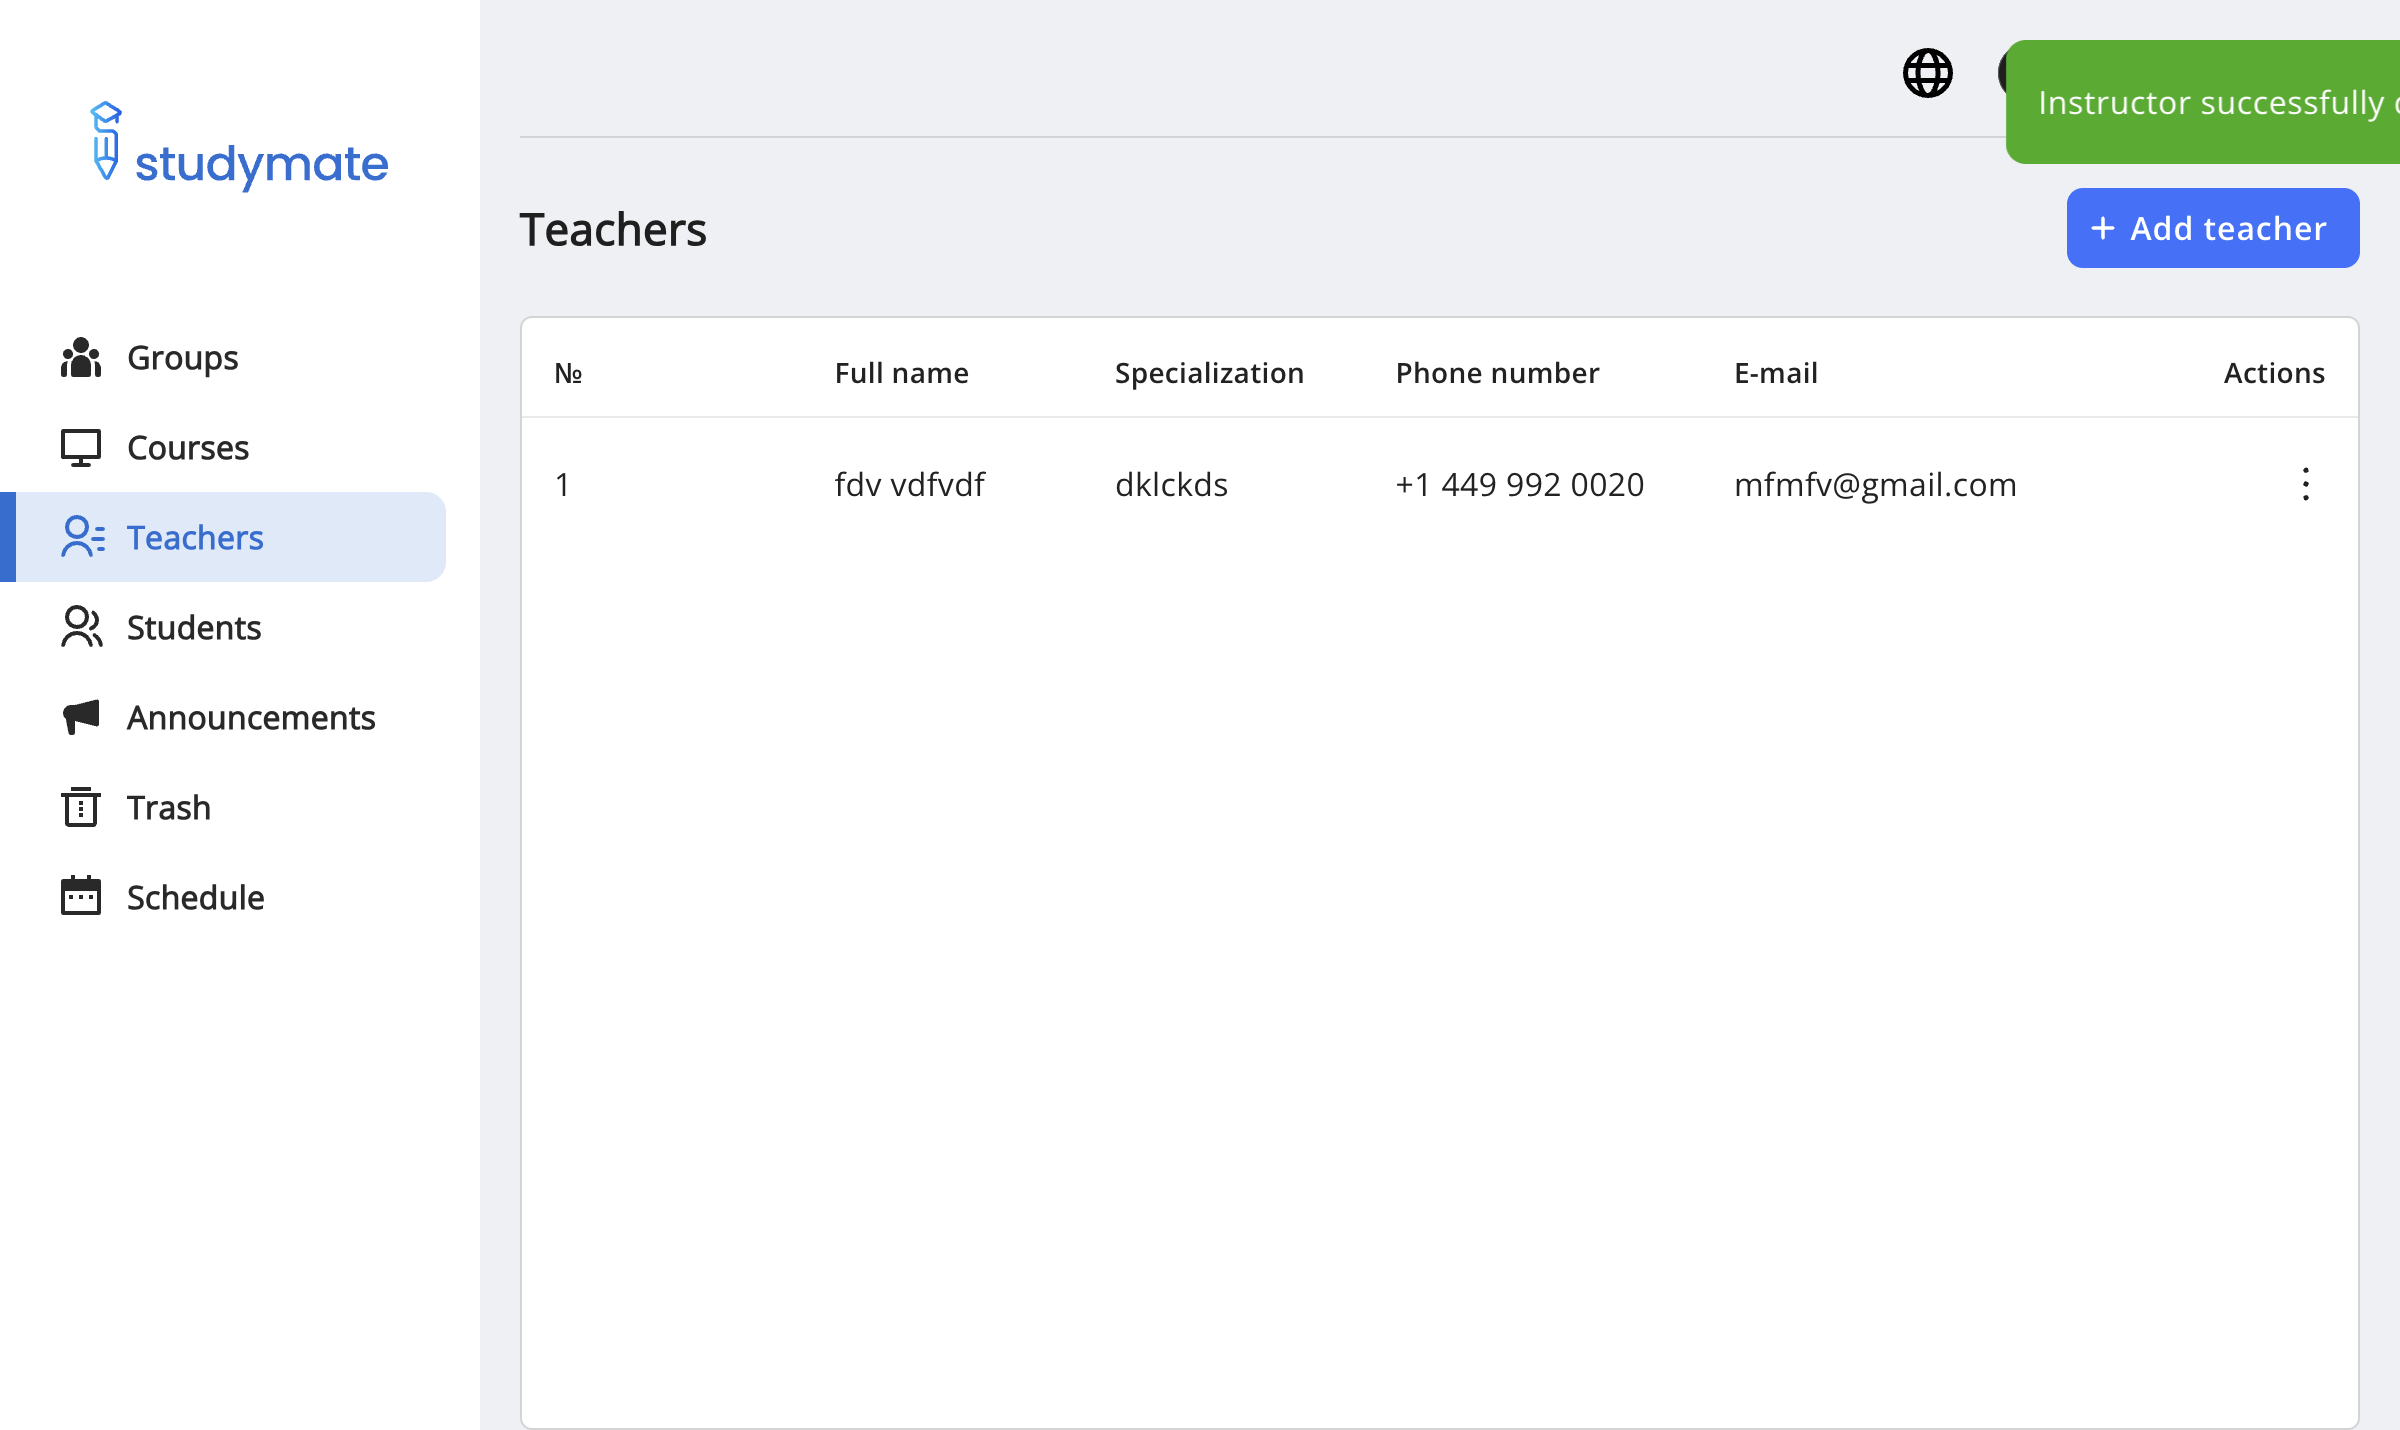 studymate
Instructor successfully
Teachers
+ Add teacher
Groups
Courses
Teachers
Students
Announcements
Trash
Schedule
№ Full name Specialization Phone number E-mail Actions
1 fdv vdfvdf dklckds +1 449 992 0020 mfmfv@gmail.com